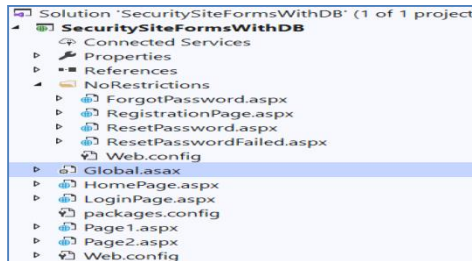 Solution 'SecuritySiteFormsWithDB' (1 of 1 project
SecuritySiteFormsWithDB
Connected Services
Properties
References
NoRestrictions
ForgotPassword.aspx
RegistrationPage.aspx
ResetPassword.aspx
ResetPasswordFailed.aspx
Web.config
Global.asax
HomePage.aspx
LoginPage.aspx
packages.config
Page1.aspx
Page2.aspx
Web.config